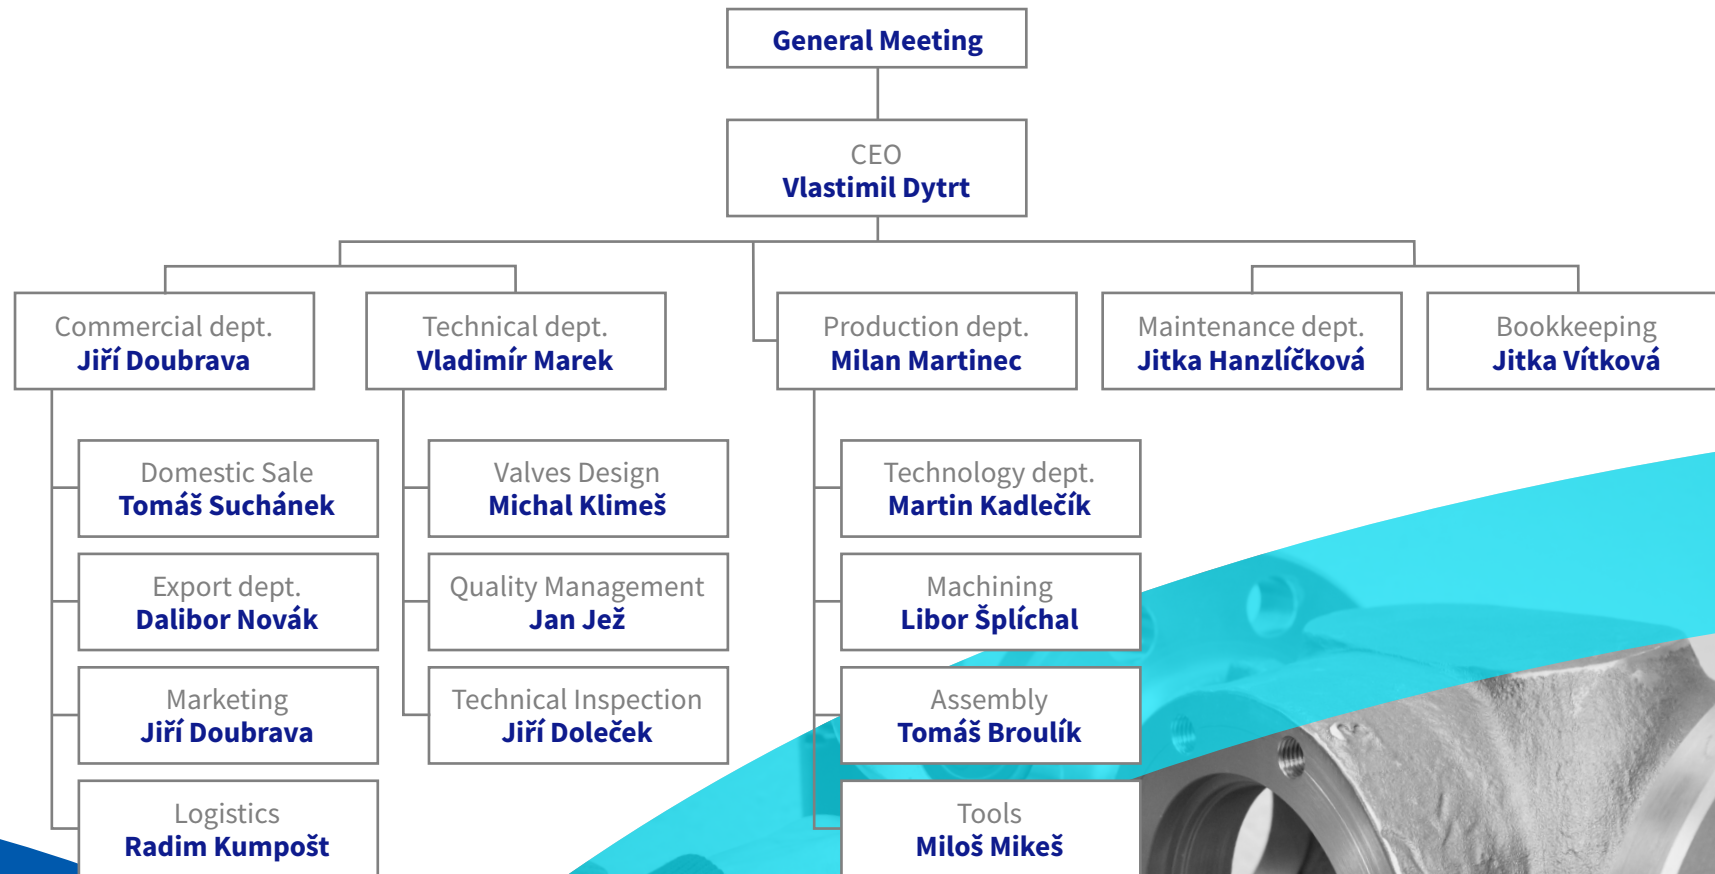 General Meeting
CEO
Vlastimil Dytrt
Commercial dept.
Jiří Doubrava
Technical dept.
Vladimír Marek
Production dept.
Milan Martinec
Maintenance dept.
Jitka Hanzlíčková
Bookkeeping
Jitka Vítková
Domestic Sale
Tomáš Suchánek
Export dept.
Dalibor Novák
Marketing
Jiří Doubrava
Logistics
Radim Kumpošt
Valves Design
Michal Klimeš
Quality Management
Jan Jež
Technical Inspection
Jiří Doleček
Technology dept.
Martin Kadlečík
Machining
Libor Šplíchal
Assembly
Tomáš Broulík
Tools
Miloš Mikeš